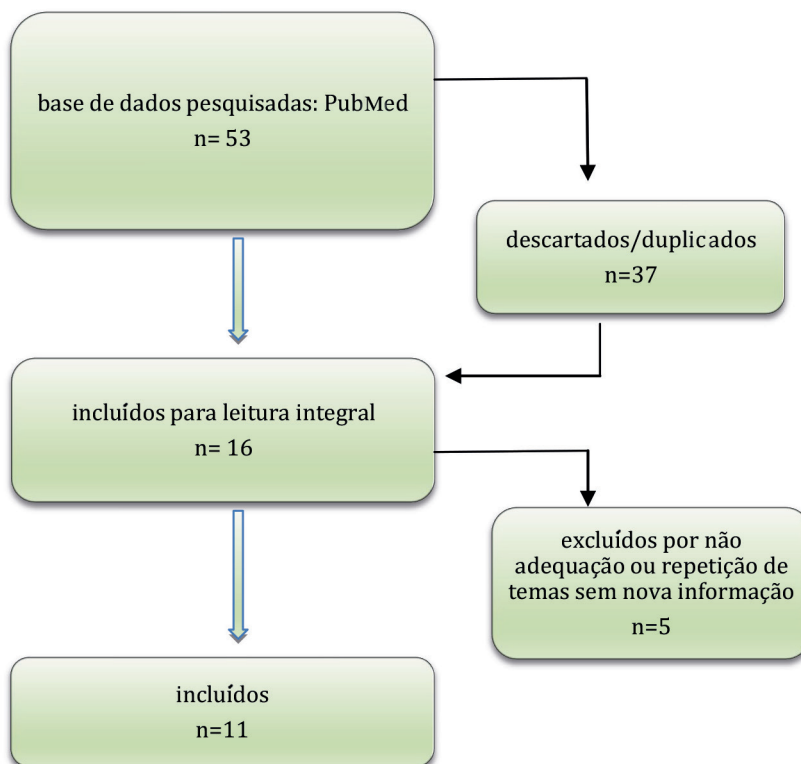 base de dados pesquisadas: PubMed
n= 53
descartados/duplicados
n=37
incluídos para leitura integral
n= 16
excluídos por não
adequação ou repetição de
temas sem nova informação
n=5
incluídos
n=11